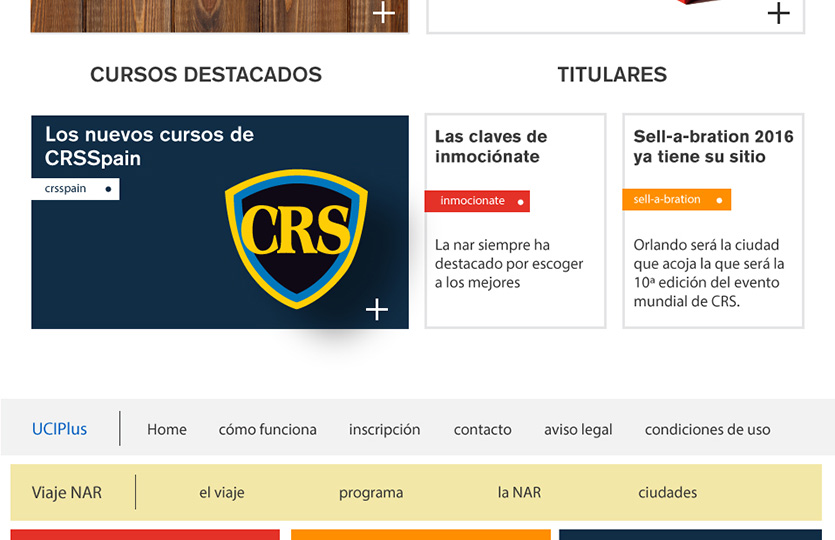 CURSOS DESTACADOS
TITULARES
Los nuevos cursos de
CRSSpain
crsspain
CRS
Las claves de
inmociónate
inmocionate
La nar siempre ha
destacado por escoger
a los mejores
Sell-a-bration 2016
ya tiene su sitio
sell-a-bration
Orlando será la ciudad
que acoja la que será la
10ª edición del evento
mundial de CRS.
UCIPlus Home cómo funciona inscripción contacto aviso legal condiciones de uso
Viaje NAR el viaje programa la NAR ciudades